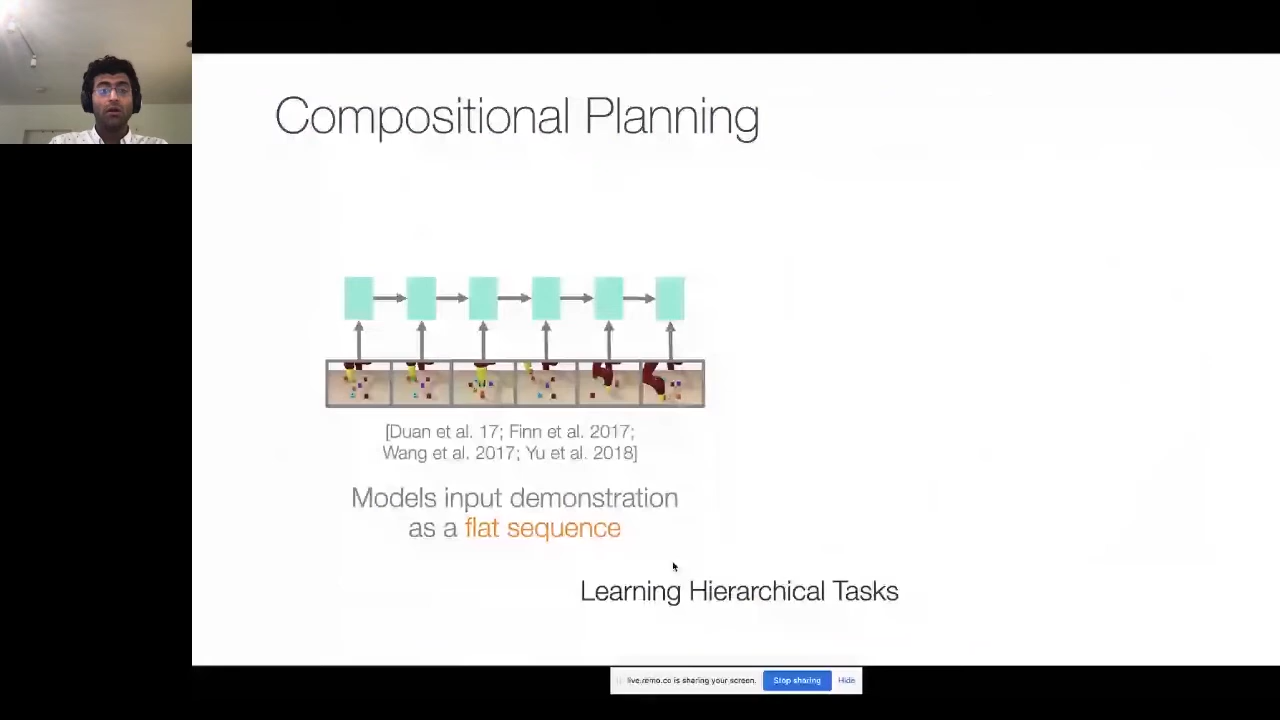 Compositional Planning
[Duan et al. 17; Finn et al. 2017;
Wang et al. 2017; Yu et al. 2018]
Models input demonstration
as a flat sequence
Learning Hierarchical Tasks
live.remo.co is sharing your screen. Stop sharing Hide